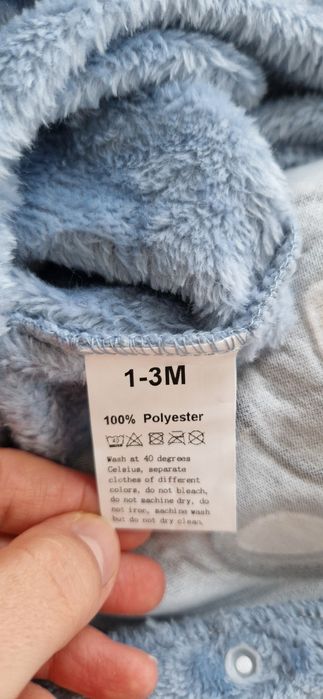 1-3M
100% Polyester
Wash at 40 degrees
Celsius, separate
clothes of different
colors, do not bleach,
do not machine dry, do
not iron, machine wash
but do not dry clean.